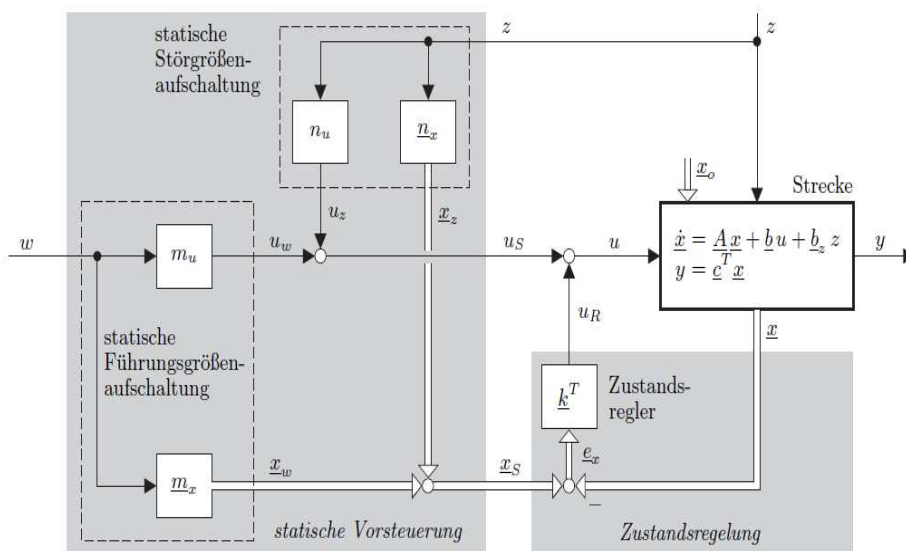 statische
Störgrößen-
aufschaltung
z
z
n_u
n_x
x_o
Strecke
u_z
x_z
w
m_u
u_w
u_S
u
ẋ = A x + b u + b_z z
y = c^T x
y
statische
Führungsgrößen-
aufschaltung
u_R
x
k^T
Zustands-
regler
m_x
x_w
x_S
e_x
−
statische Vorsteuerung
Zustandsregelung